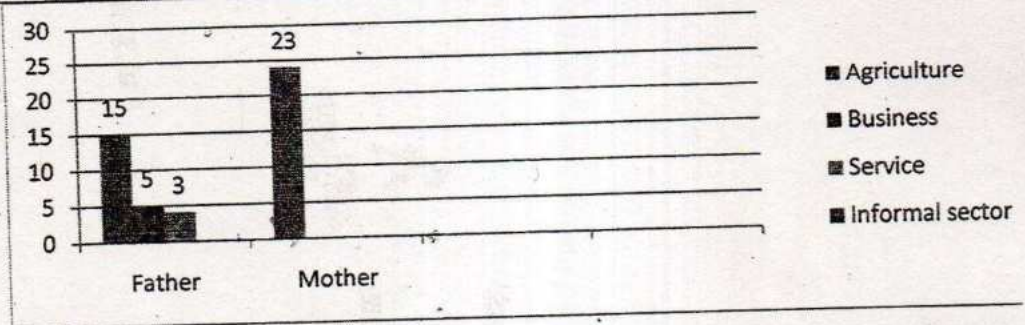 30
25
20
15
10
5
0
15
5
3
23
Father
Mother
Agriculture
Business
Service
Informal sector